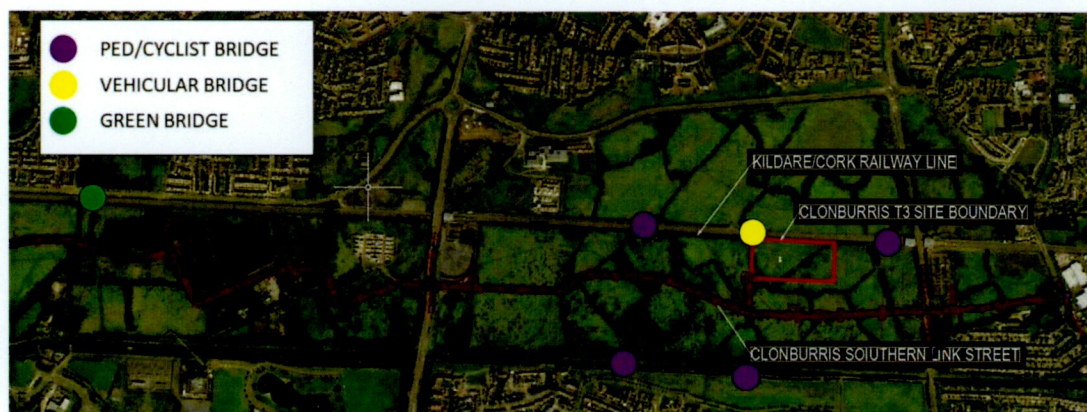 PED/CYCLIST BRIDGE
VEHICULAR BRIDGE
GREEN BRIDGE
KILDARE/CORK RAILWAY LINE
CLONBURRIS T3 SITE BOUNDARY
CLONBURRIS SOIUTHERN LINK STREET